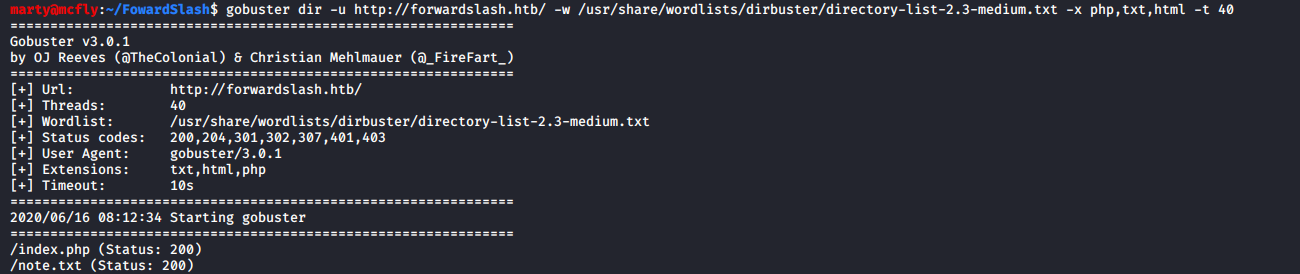 marty@mcfly:~/FowardSlash$ gobuster dir -u http://forwardslash.htb/ -w /usr/share/wordlists/dirbuster/directory-list-2.3-medium.txt -x php,txt,html -t 40
===============================================================
Gobuster v3.0.1
by OJ Reeves (@TheColonial) & Christian Mehlmauer (@_FireFart_)
===============================================================
[+] Url:            http://forwardslash.htb/
[+] Threads:        40
[+] Wordlist:       /usr/share/wordlists/dirbuster/directory-list-2.3-medium.txt
[+] Status codes:   200,204,301,302,307,401,403
[+] User Agent:     gobuster/3.0.1
[+] Extensions:     txt,html,php
[+] Timeout:        10s
===============================================================
2020/06/16 08:12:34 Starting gobuster
===============================================================
/index.php (Status: 200)
/note.txt (Status: 200)